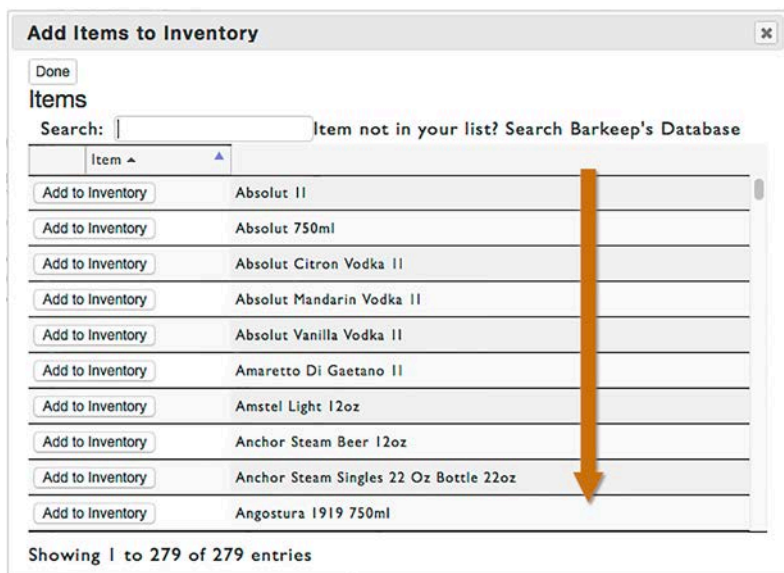 Add Items to Inventory
Done
Items
Search: Item not in your list? Search Barkeep's Database
Item
Add to Inventory Absolut 1l
Add to Inventory Absolut 750ml
Add to Inventory Absolut Citron Vodka 1l
Add to Inventory Absolut Mandarin Vodka 1l
Add to Inventory Absolut Vanilla Vodka 1l
Add to Inventory Amaretto Di Gaetano 1l
Add to Inventory Amstel Light 12oz
Add to Inventory Anchor Steam Beer 12oz
Add to Inventory Anchor Steam Singles 22 Oz Bottle 22oz
Add to Inventory Angostura 1919 750ml
Showing 1 to 279 of 279 entries